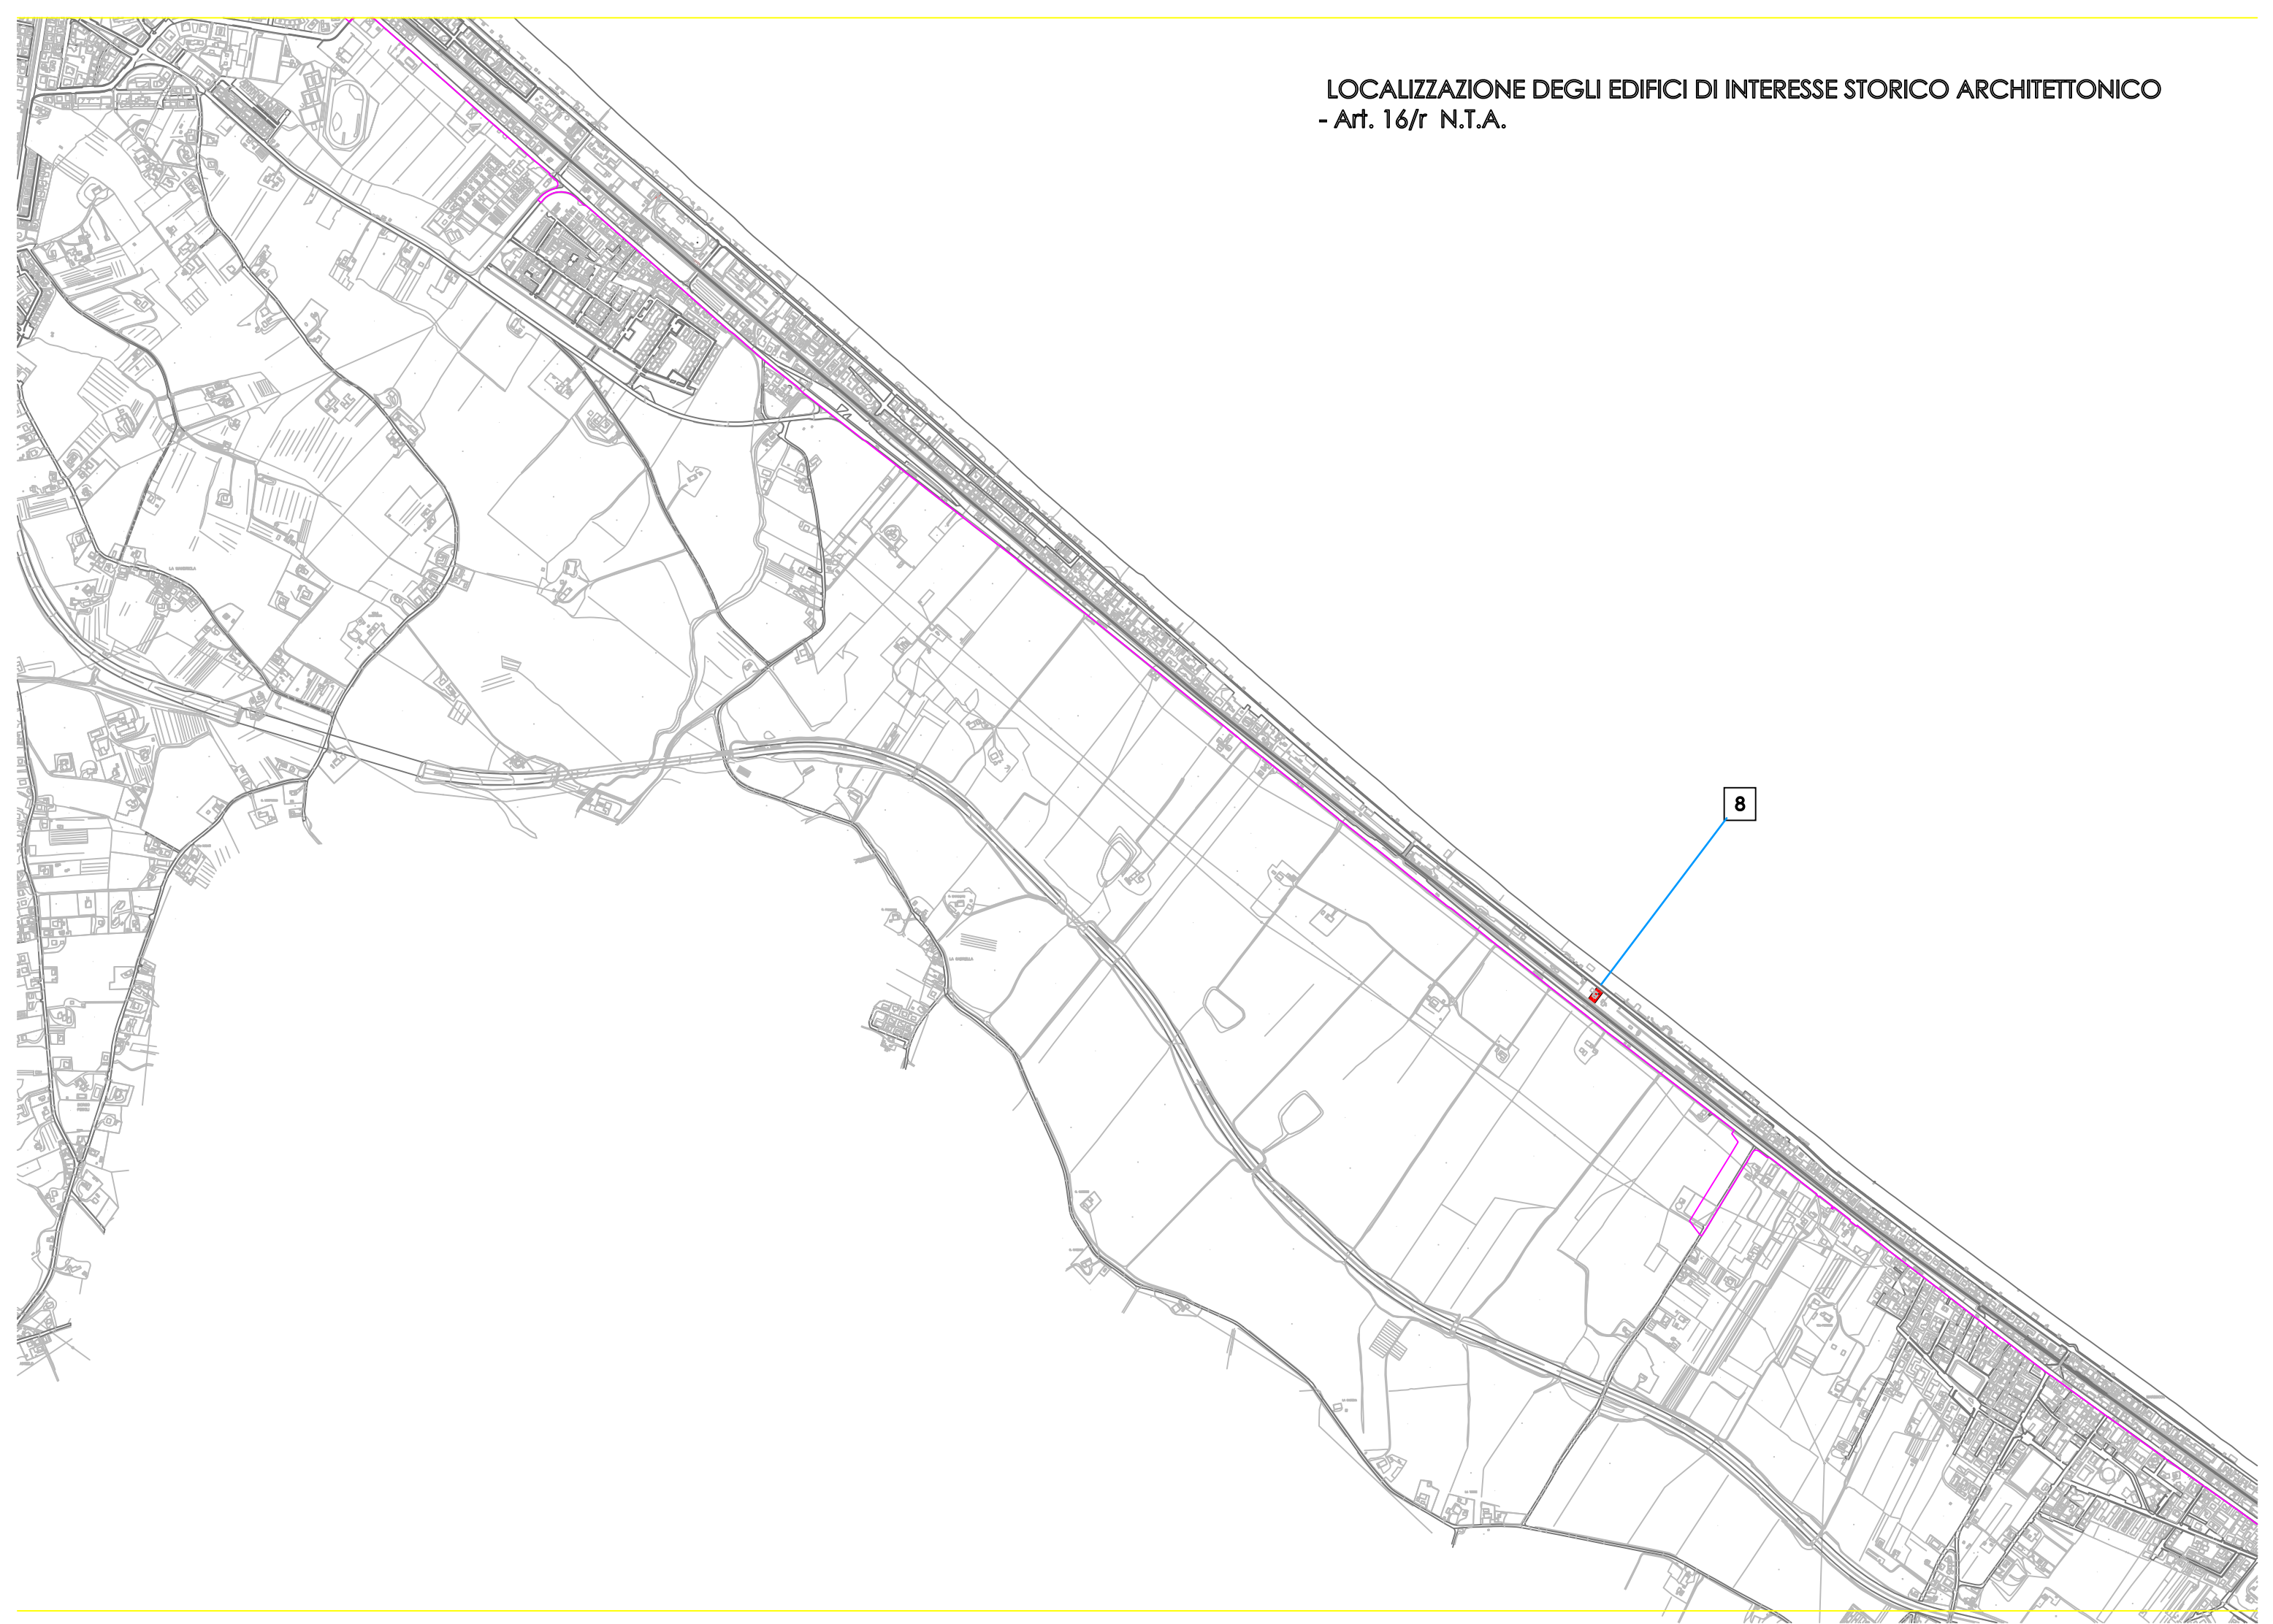 LOCALIZZAZIONE DEGLI EDIFICI DI INTERESSE STORICO ARCHITETTONICO
- Art. 16/r N.T.A.
8